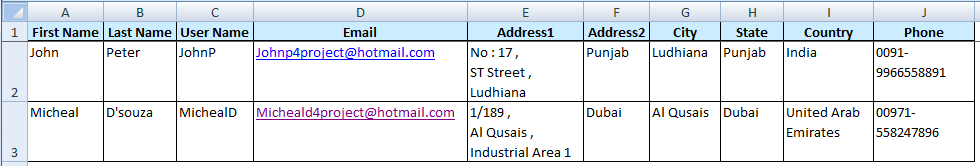 A B C D E F G H I J
1 First Name Last Name User Name Email Address1 Address2 City State Country Phone
John Peter JohnP Johnp4project@hotmail.com No : 17 , Punjab Ludhiana Punjab India 0091-
ST Street , 9966558891
2 Ludhiana
Micheal D'souza MichealD Micheald4project@hotmail.com 1/189 , Dubai Al Qusais Dubai United Arab 00971-
Al Qusais , Emirates 558247896
3 Industrial Area 1